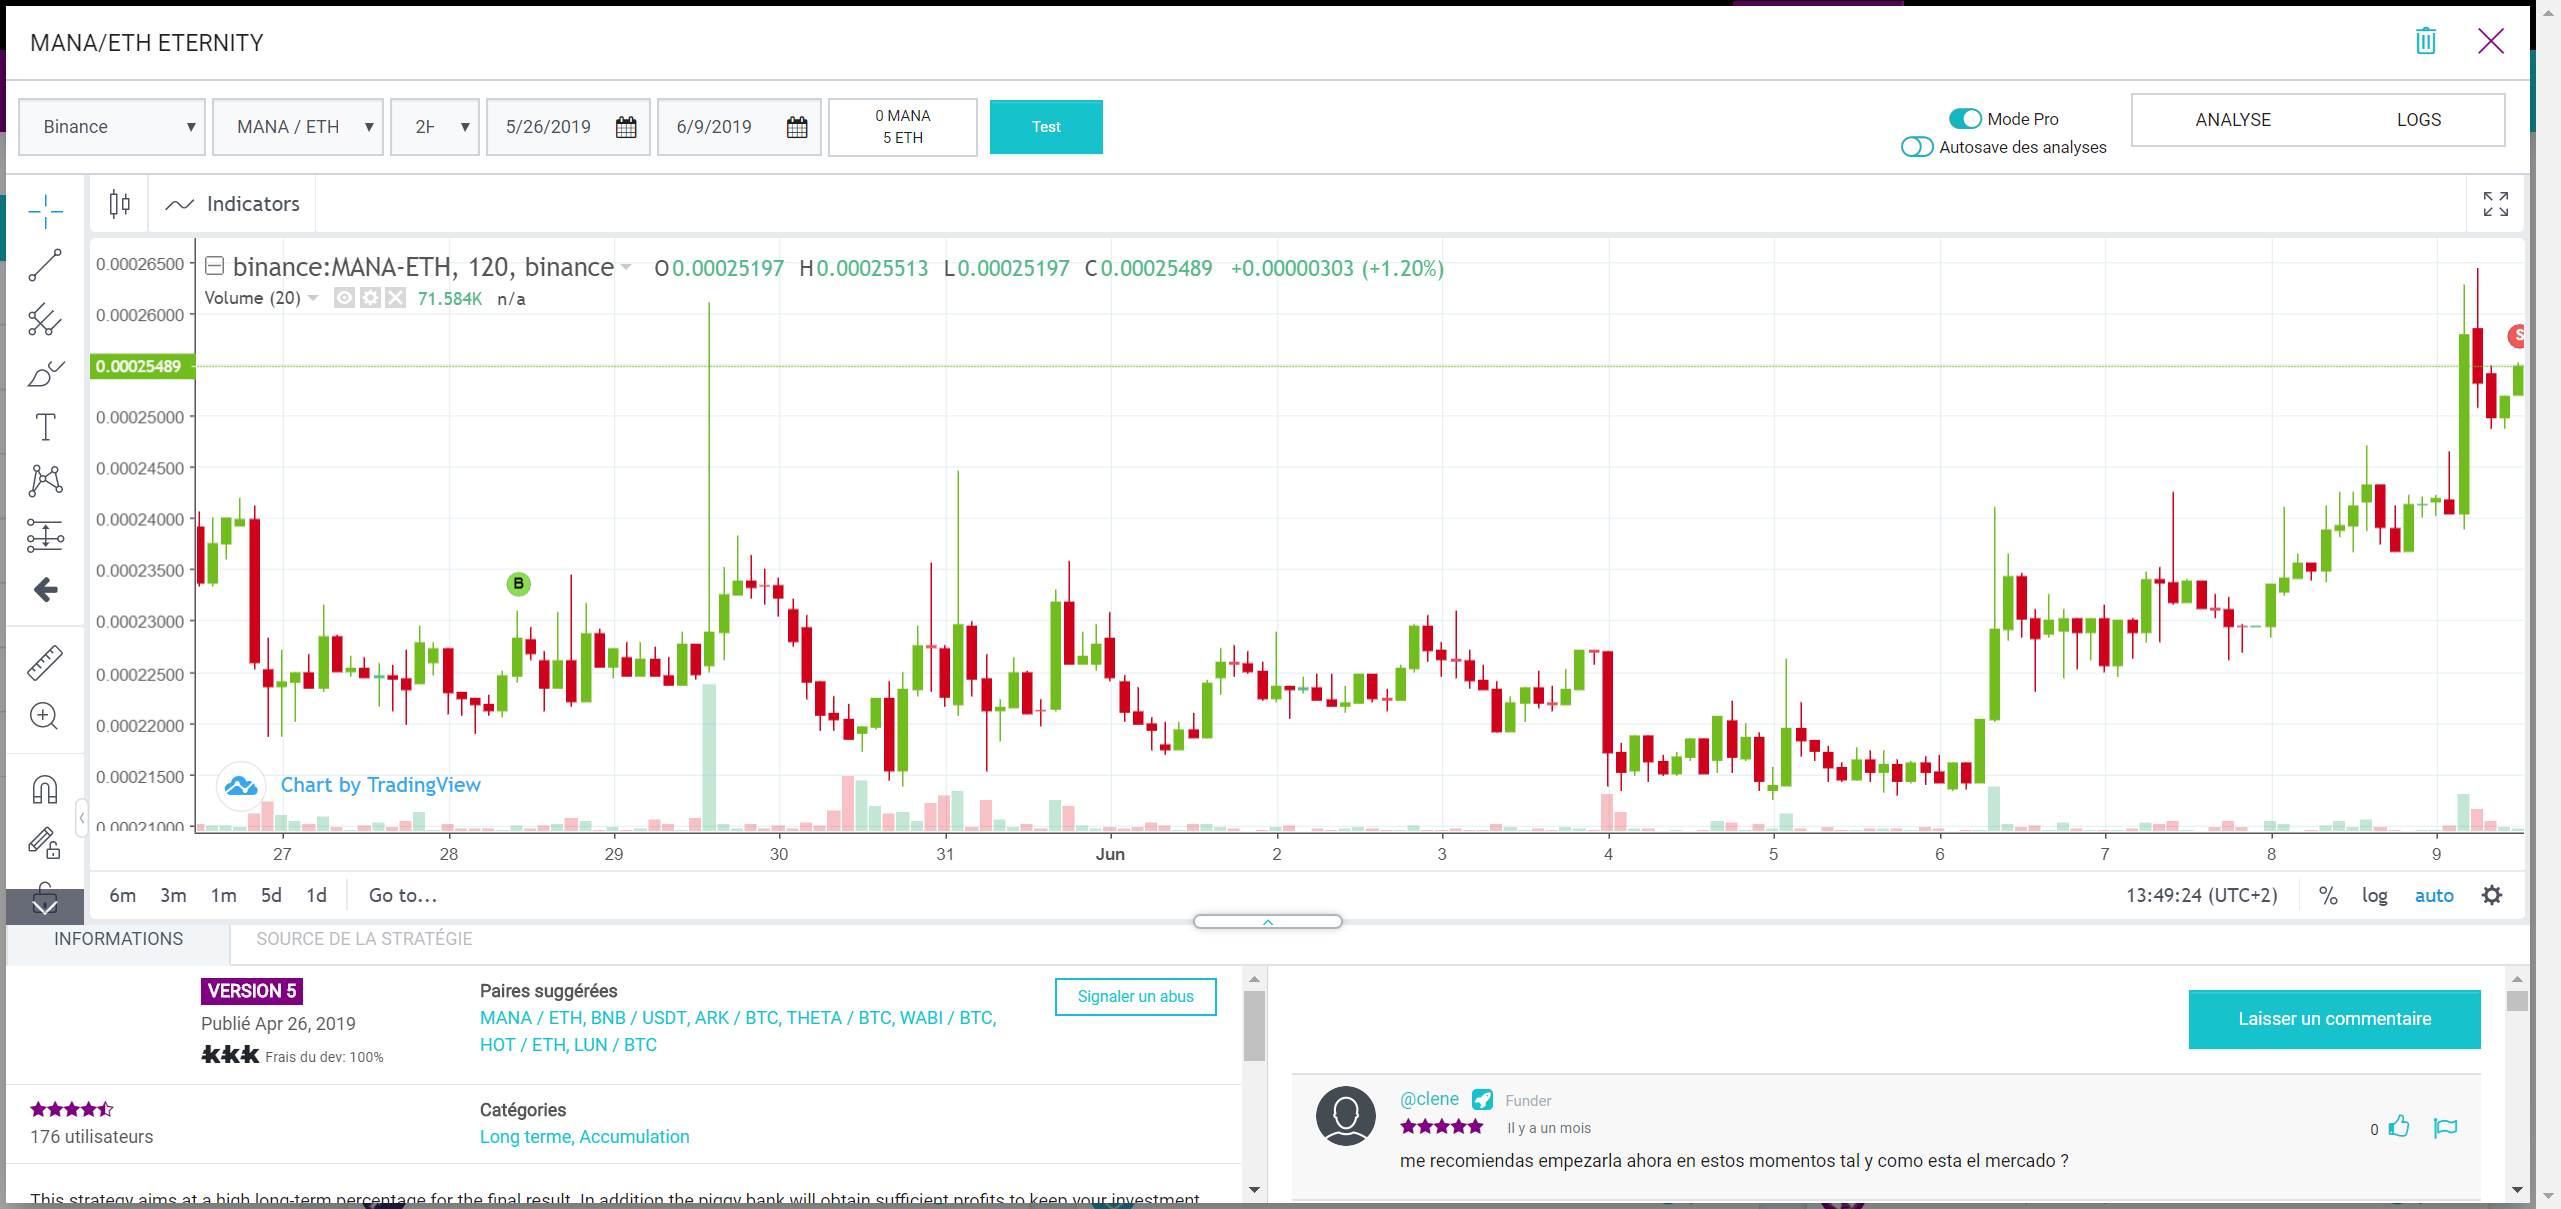 MANA/ETH ETERNITY
Binance
MANA / ETH
2H
5/26/2019
6/9/2019
0 MANA
5 ETH
Test
Mode Pro
Autosave des analyses
ANALYSE
LOGS
Indicators
binance:MANA-ETH, 120, binance O0.00025197 H0.00025513 L0.00025197 C0.00025489 +0.00000303 (+1.20%)
Volume (20) 71.584K n/a
0.00026500
0.00026000
0.00025489
0.00025000
0.00024500
0.00024000
0.00023500
0.00023000
0.00022500
0.00022000
0.00021500
0.00021000
B
S
Chart by TradingView
27 28 29 30 31 Jun 2 3 4 5 6 7 8 9
6m 3m 1m 5d 1d Go to...
13:49:24 (UTC+2) % log auto
INFORMATIONS
SOURCE DE LA STRATÉGIE
VERSION 5
Publié Apr 26, 2019
Frais du dev: 100%
Paires suggérées
MANA / ETH, BNB / USDT, ARK / BTC, THETA / BTC, WABI / BTC,
HOT / ETH, LUN / BTC
Signaler un abus
176 utilisateurs
Catégories
Long terme, Accumulation
This strategy aims at a high long-term percentage for the final result. In addition the piggy bank will obtain sufficient profits to keep your investment
Laisser un commentaire
@clene Funder
Il y a un mois
0
me recomiendas empezarla ahora en estos momentos tal y como esta el mercado ?